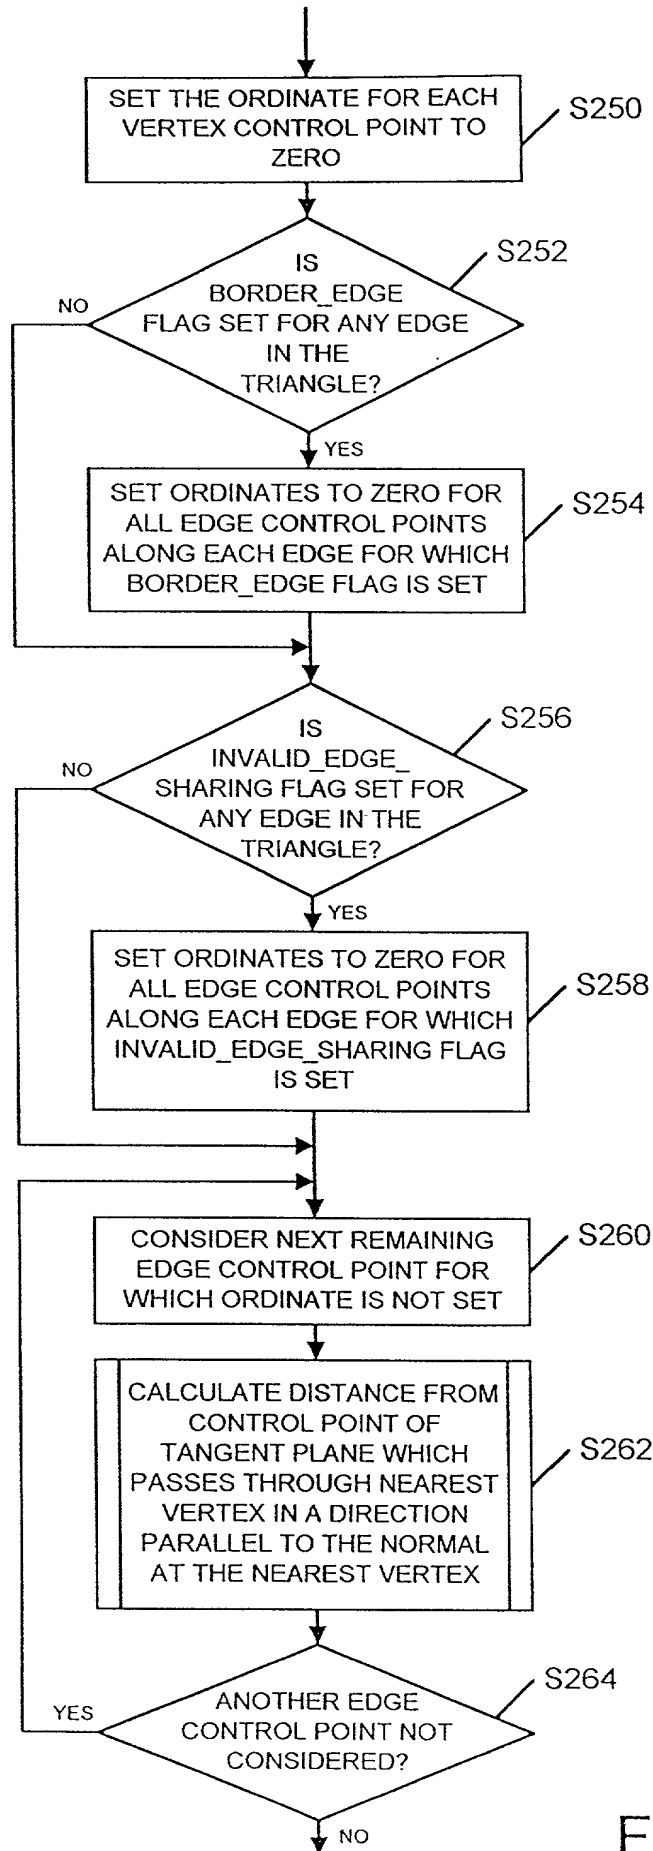 SET THE ORDINATE FOR EACH
VERTEX CONTROL POINT TO
ZERO
S250
IS
BORDER_EDGE
FLAG SET FOR ANY EDGE
IN THE
TRIANGLE?
S252
NO
YES
SET ORDINATES TO ZERO FOR
ALL EDGE CONTROL POINTS
ALONG EACH EDGE FOR WHICH
BORDER_EDGE FLAG IS SET
S254
IS
INVALID_EDGE_
SHARING FLAG SET FOR
ANY EDGE IN THE
TRIANGLE?
S256
NO
YES
SET ORDINATES TO ZERO FOR
ALL EDGE CONTROL POINTS
ALONG EACH EDGE FOR WHICH
INVALID_EDGE_SHARING FLAG
IS SET
S258
CONSIDER NEXT REMAINING
EDGE CONTROL POINT FOR
WHICH ORDINATE IS NOT SET
S260
CALCULATE DISTANCE FROM
CONTROL POINT OF
TANGENT PLANE WHICH
PASSES THROUGH NEAREST
VERTEX IN A DIRECTION
PARALLEL TO THE NORMAL
AT THE NEAREST VERTEX
S262
ANOTHER EDGE
CONTROL POINT NOT
CONSIDERED?
S264
YES
NO